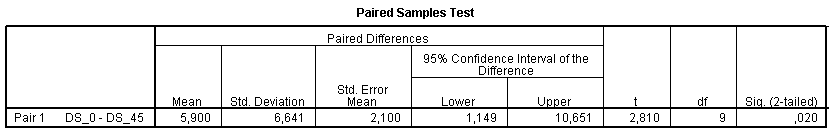 Paired Samples Test
Paired Differences
95% Confidence Interval of the
Difference
Mean Std. Deviation Std. Error
Mean Lower Upper t df Sig. (2-tailed)
Pair 1 DS_0 - DS_45 5,900 6,641 2,100 1,149 10,651 2,810 9 ,020